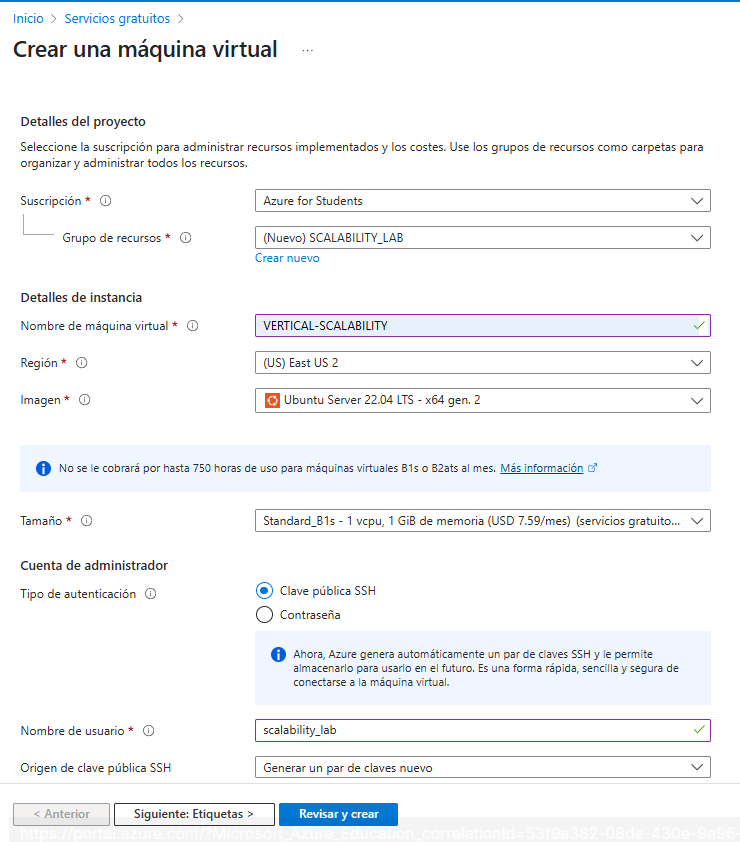 Inicio > Servicios gratuitos >
Crear una máquina virtual ...
Detalles del proyecto
Seleccione la suscripción para administrar recursos implementados y los costes. Use los grupos de recursos como carpetas para
organizar y administrar todos los recursos.
Suscripción * Azure for Students
Grupo de recursos * (Nuevo) SCALABILITY_LAB
Crear nuevo
Detalles de instancia
Nombre de máquina virtual * VERTICAL-SCALABILITY
Región * (US) East US 2
Imagen * Ubuntu Server 22.04 LTS - x64 gen. 2
No se le cobrará por hasta 750 horas de uso para máquinas virtuales B1s o B2ats al mes. Más información
Tamaño * Standard_B1s - 1 vcpu, 1 GiB de memoria (USD 7.59/mes) (servicios gratuito...
Cuenta de administrador
Tipo de autenticación Clave pública SSH
Contraseña
Ahora, Azure genera automáticamente un par de claves SSH y le permite
almacenarlo para usarlo en el futuro. Es una forma rápida, sencilla y segura de
conectarse a la máquina virtual.
Nombre de usuario * scalability_lab
Origen de clave pública SSH Generar un par de claves nuevo
< Anterior Siguiente: Etiquetas > Revisar y crear
https://portal.azure.com/?Microsoft_Azure_Education_correlationId=53f9a382-08de-430e-9e96-